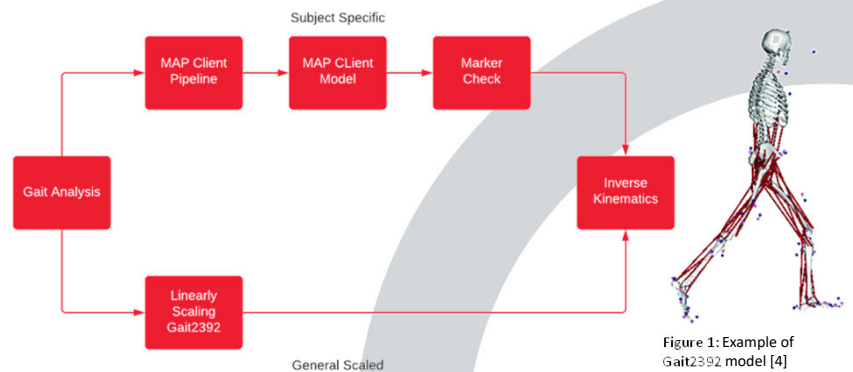 Subject Specific
MAP Client
Pipeline
MAP CLient
Model
Marker
Check
Gait Analysis
Inverse
Kinematics
Linearly
Scaling
Gait2392
General Scaled
Figure 1: Example of
Gait2392 model [4]